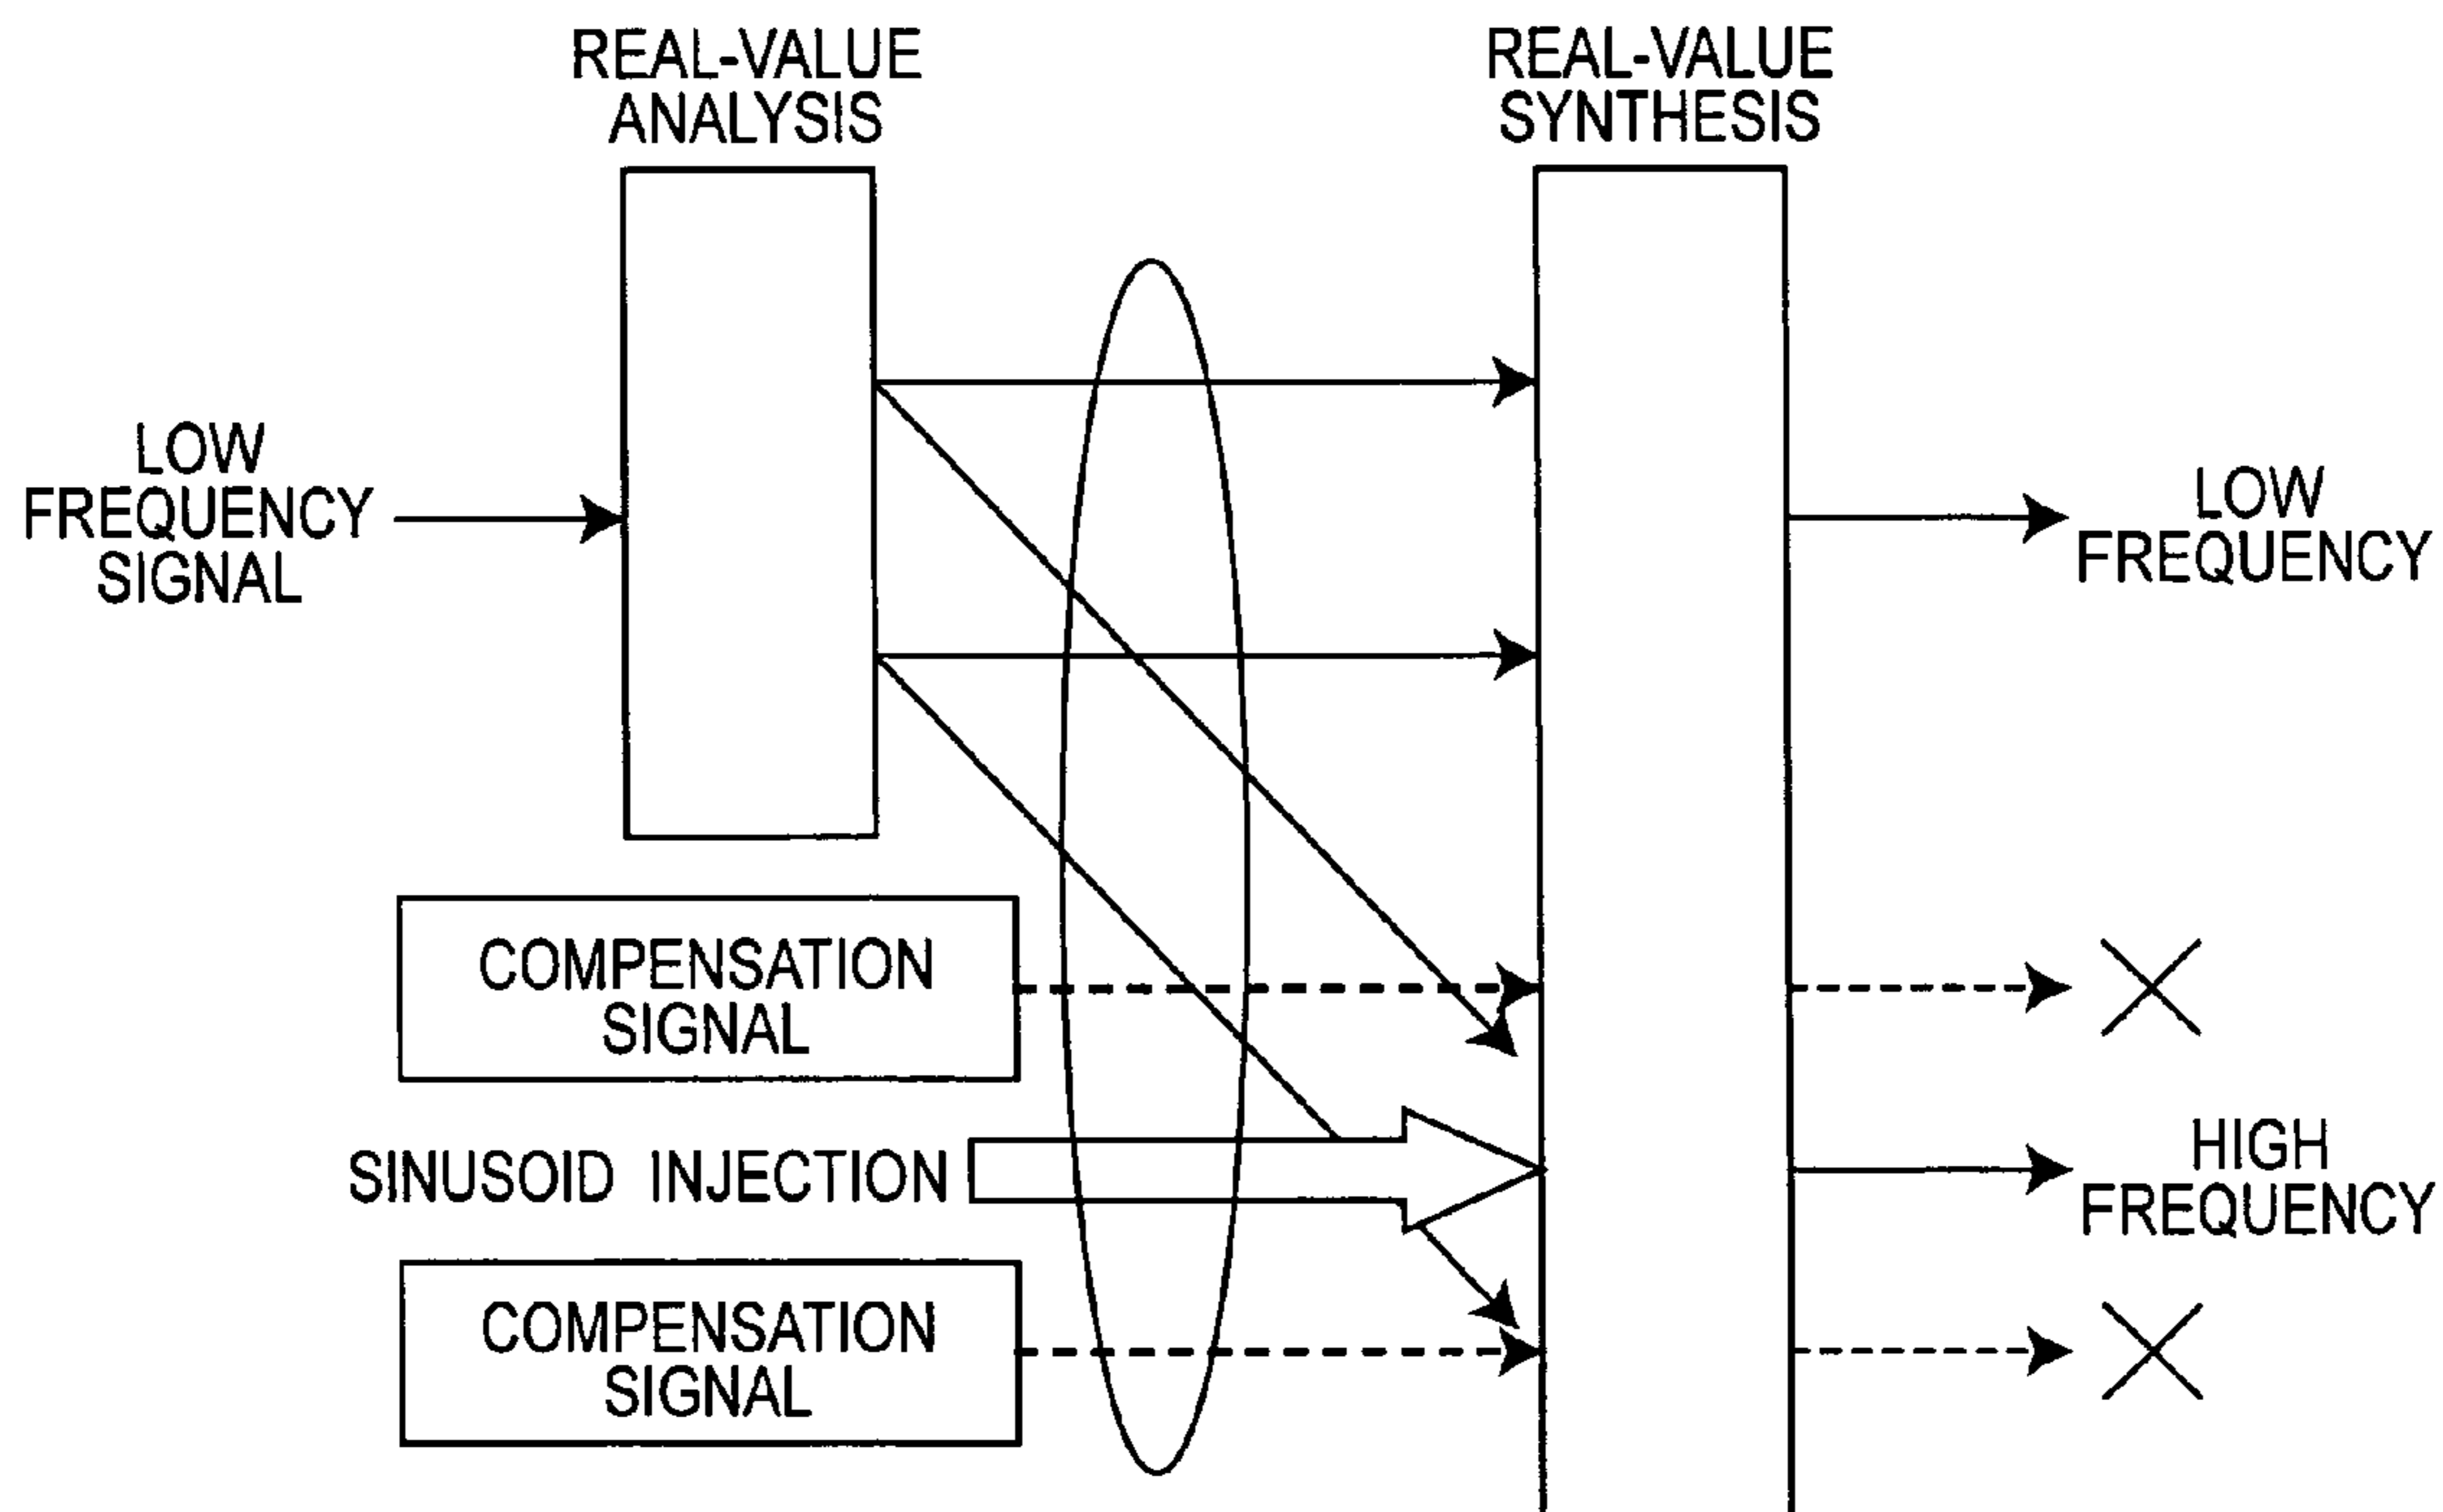 REAL-VALUE
ANALYSIS
REAL-VALUE
SYNTHESIS
LOW
FREQUENCY
SIGNAL
LOW
FREQUENCY
COMPENSATION
SIGNAL
SINUSOID INJECTION
HIGH
FREQUENCY
COMPENSATION
SIGNAL